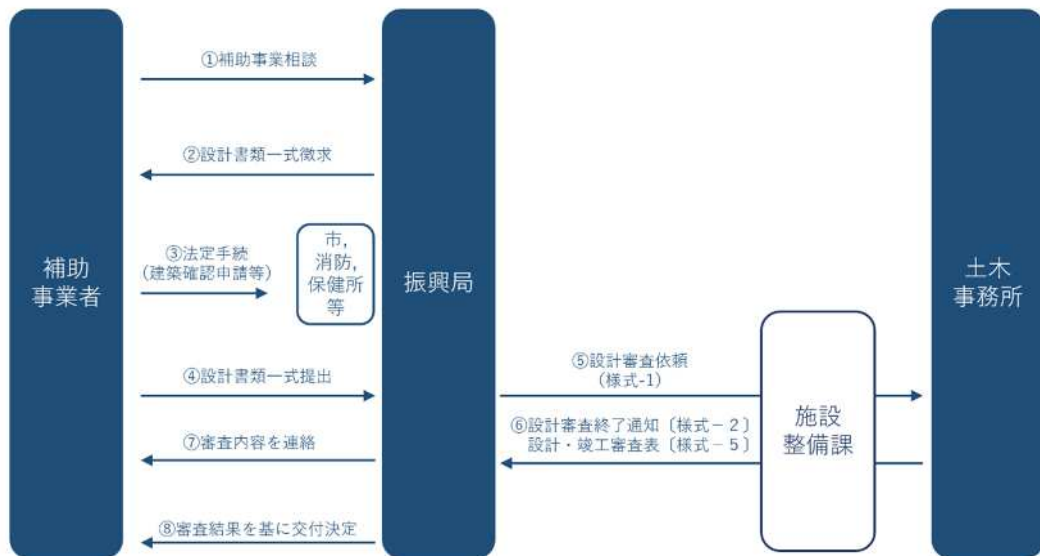 ①補助事業相談
②設計書類一式徴求
③法定手続
(建築確認申請等)
市,
消防,
保健所
等
補助
事業者
振興局
土木
事務所
④設計書類一式提出
⑤設計審査依頼
(様式-1)
⑥設計審査終了通知〔様式－２〕
設計・竣工審査表〔様式－５〕
施設
整備課
⑦審査内容を連絡
⑧審査結果を基に交付決定